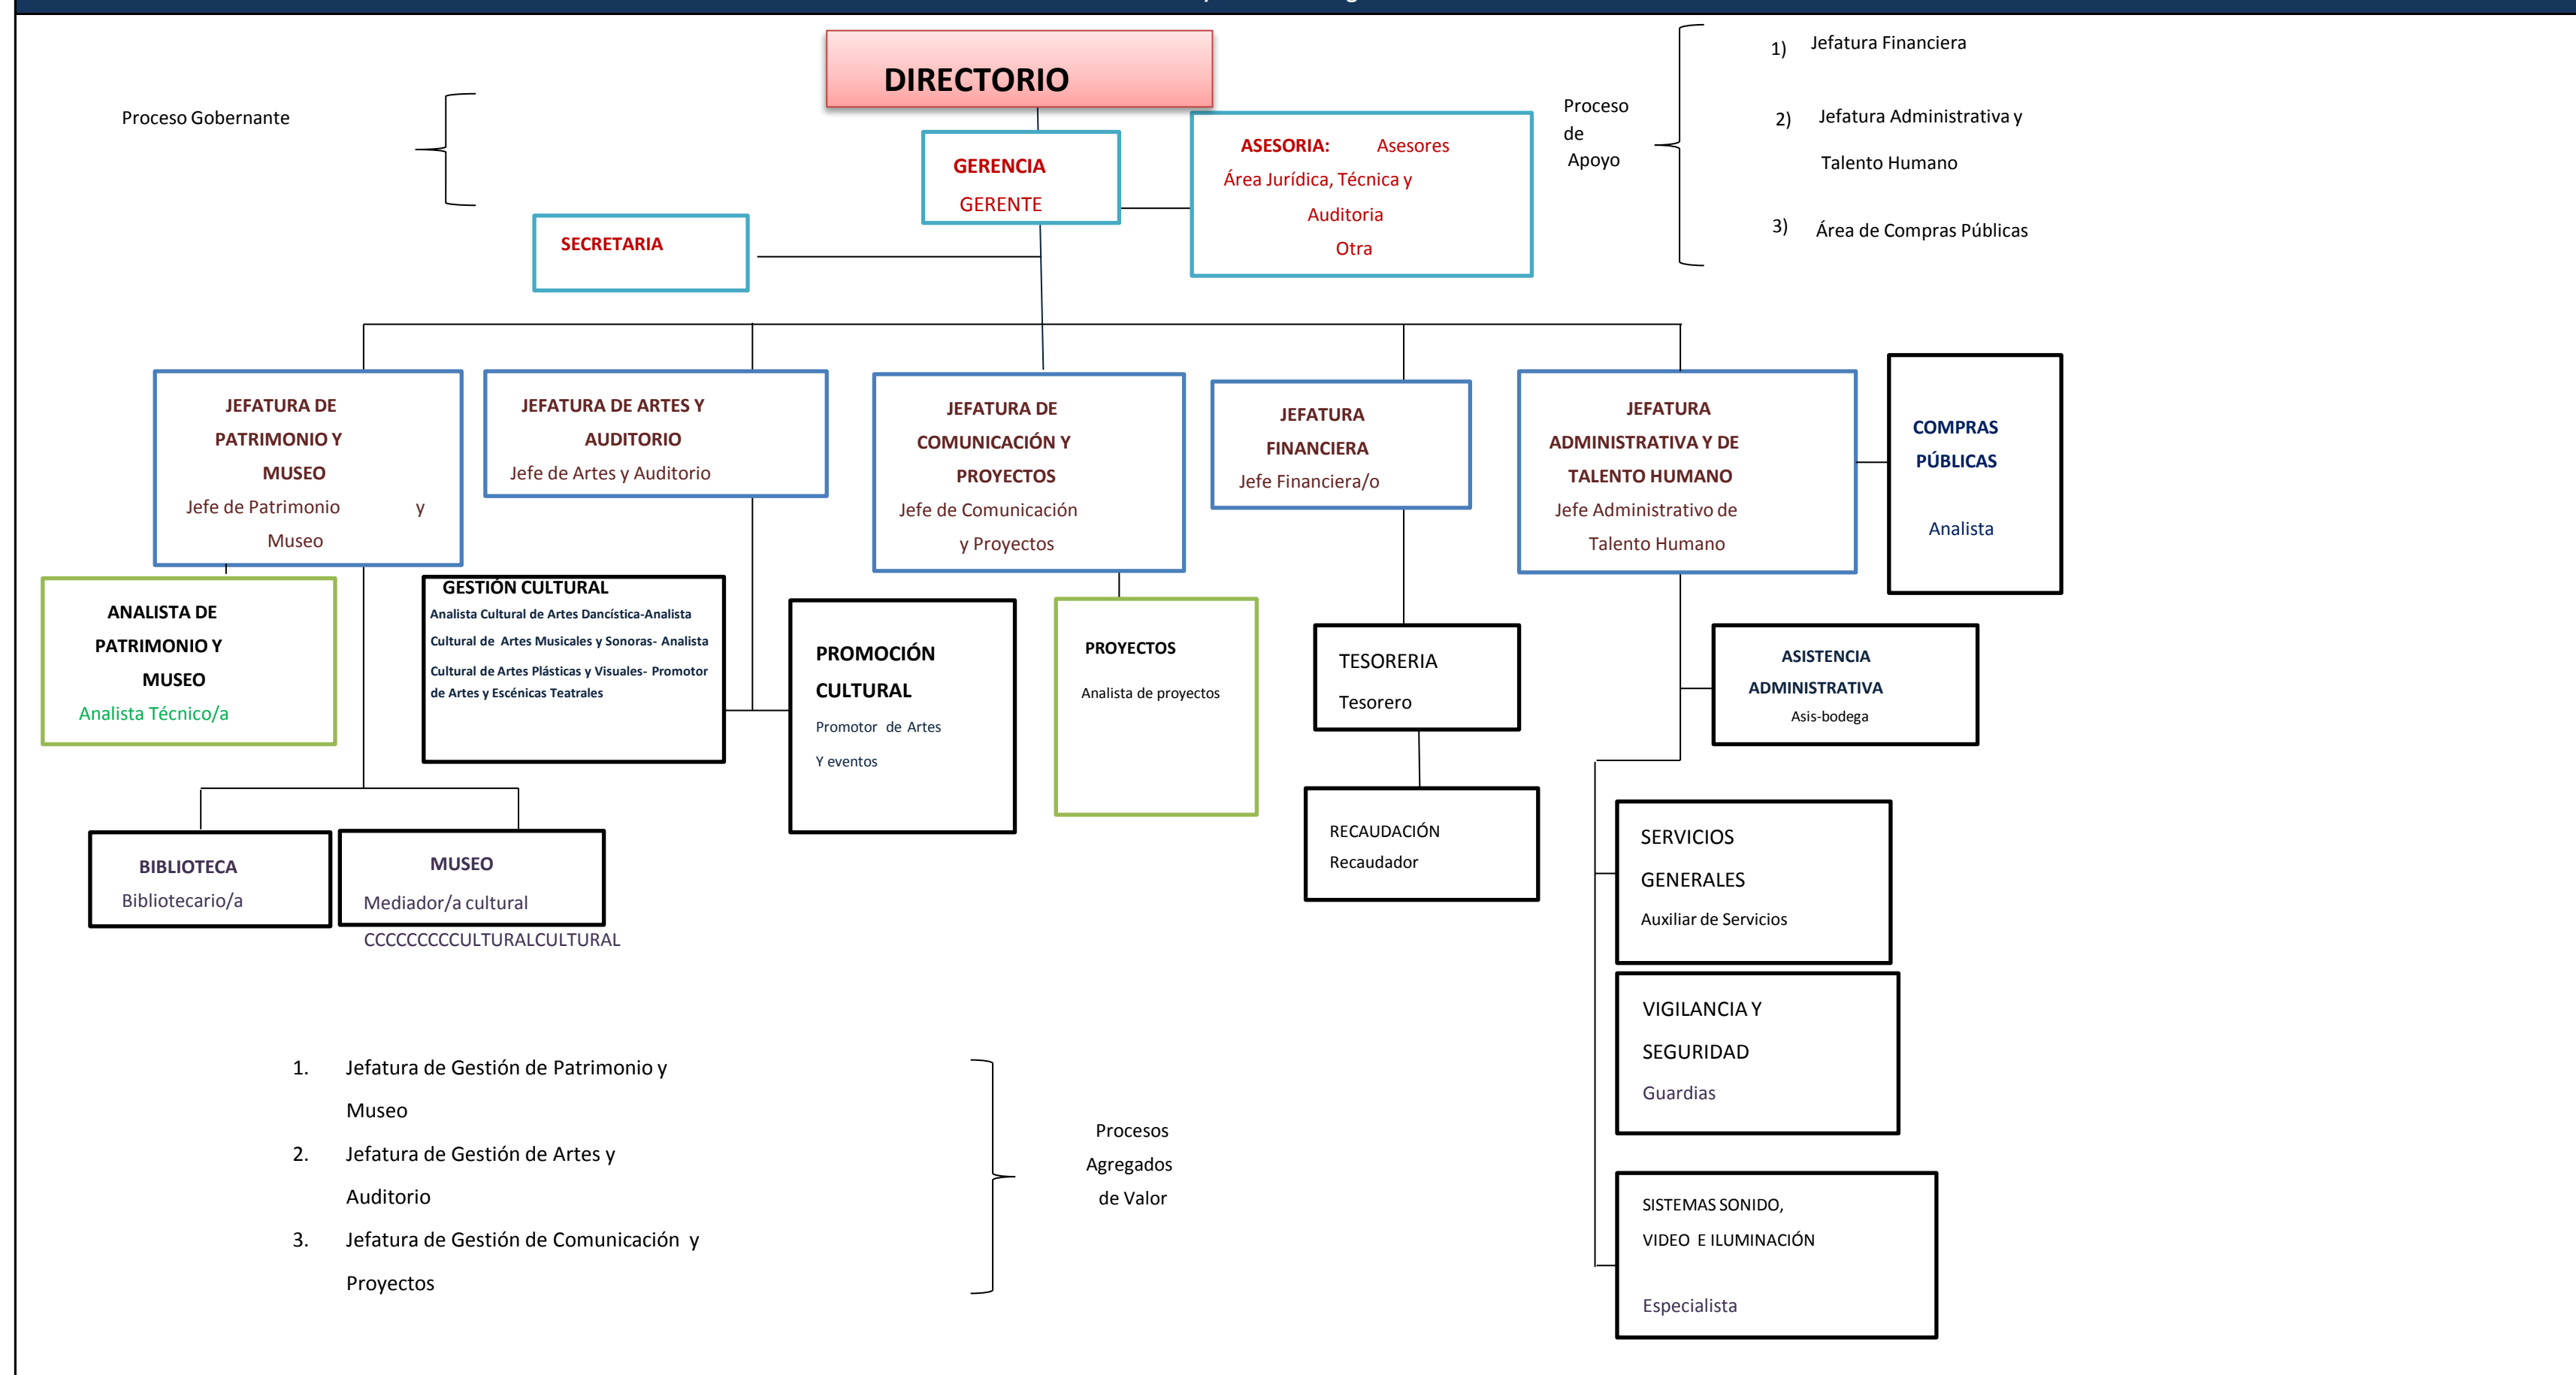 DIRECTORIO
Proceso Gobernante
GERENCIA
GERENTE
ASESORIA: Asesores
Área Jurídica, Técnica y
Auditoria
Otra
SECRETARIA
Proceso
de
Apoyo
1) Jefatura Financiera
2) Jefatura Administrativa y
Talento Humano
3) Área de Compras Públicas
JEFATURA DE
PATRIMONIO Y
MUSEO
Jefe de Patrimonio y
Museo
JEFATURA DE ARTES Y
AUDITORIO
Jefe de Artes y Auditorio
JEFATURA DE
COMUNICACIÓN Y
PROYECTOS
Jefe de Comunicación
y Proyectos
JEFATURA
FINANCIERA
Jefe Financiera/o
JEFATURA
ADMINISTRATIVA Y DE
TALENTO HUMANO
Jefe Administrativo de
Talento Humano
COMPRAS
PÚBLICAS
Analista
ANALISTA DE
PATRIMONIO Y
MUSEO
Analista Técnico/a
GESTIÓN CULTURAL
Analista Cultural de Artes Dancística-Analista
Cultural de Artes Musicales y Sonoras- Analista
Cultural de Artes Plásticas y Visuales- Promotor
de Artes y Escénicas Teatrales
PROMOCIÓN
CULTURAL
Promotor de Artes
Y eventos
PROYECTOS
Analista de proyectos
TESORERIA
Tesorero
ASISTENCIA
ADMINISTRATIVA
Asis-bodega
RECAUDACIÓN
Recaudador
BIBLIOTECA
Bibliotecario/a
MUSEO
Mediador/a cultural
CCCCCCCCCULTURALCULTURAL
SERVICIOS
GENERALES
Auxiliar de Servicios
VIGILANCIA Y
SEGURIDAD
Guardias
SISTEMAS SONIDO,
VIDEO E ILUMINACIÓN
Especialista
1. Jefatura de Gestión de Patrimonio y
Museo
2. Jefatura de Gestión de Artes y
Auditorio
3. Jefatura de Gestión de Comunicación y
Proyectos
Procesos
Agregados
de Valor